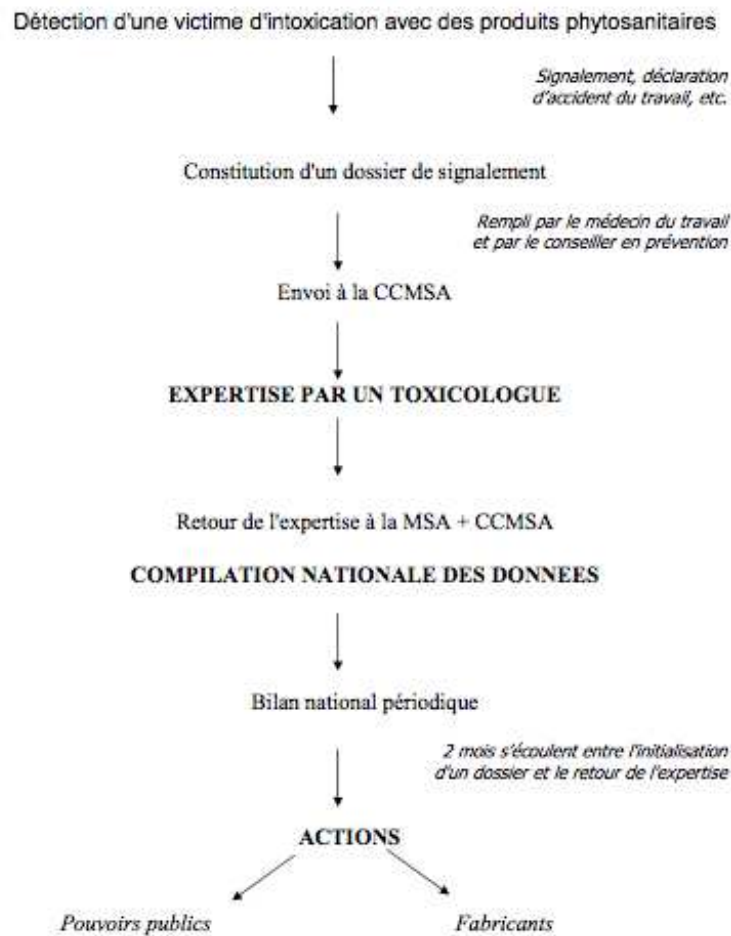 Détection d'une victime d'intoxication avec des produits phytosanitaires
Signalement, déclaration
d'accident du travail, etc.
Constitution d'un dossier de signalement
Rempli par le médecin du travail
et par le conseiller en prévention
Envoi à la CCMSA
EXPERTISE PAR UN TOXICOLOGUE
Retour de l'expertise à la MSA + CCMSA
COMPILATION NATIONALE DES DONNEES
Bilan national périodique
2 mois s'écoulent entre l'initialisation
d'un dossier et le retour de l'expertise
ACTIONS
Pouvoirs publics
Fabricants